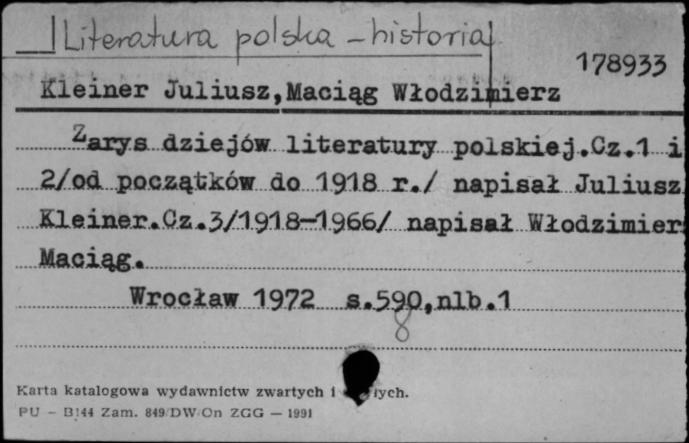 Literatura polska – historia
178933
Kleiner Juliusz, Maciąg Włodzimierz
Zarys dziejów literatury polskiej.Cz.1 i
2/od początków do 1918 r./ napisał Juliusz
Kleiner.Cz.3/1918-1966/ napisał Włodzimier
Maciąg.
Wrocław 1972 s.590,nlb.1
8
Karta katalogowa wydawnictw zwartych i
PU – B144 Zam. 849/DW/On ZGG — 1991